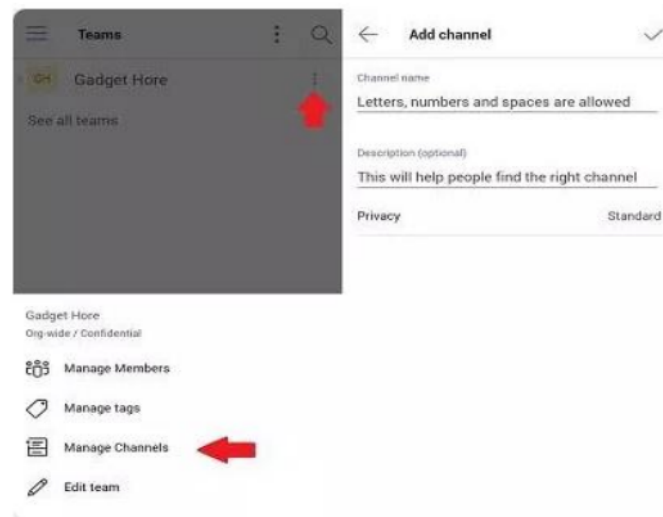 Teams
GH Gadget Hore
See all teams
Gadget Hore
Org-wide / Confidential
Manage Members
Manage tags
Manage Channels
Edit team
Add channel
Channel name
Letters, numbers and spaces are allowed
Description (optional)
This will help people find the right channel
Privacy Standard